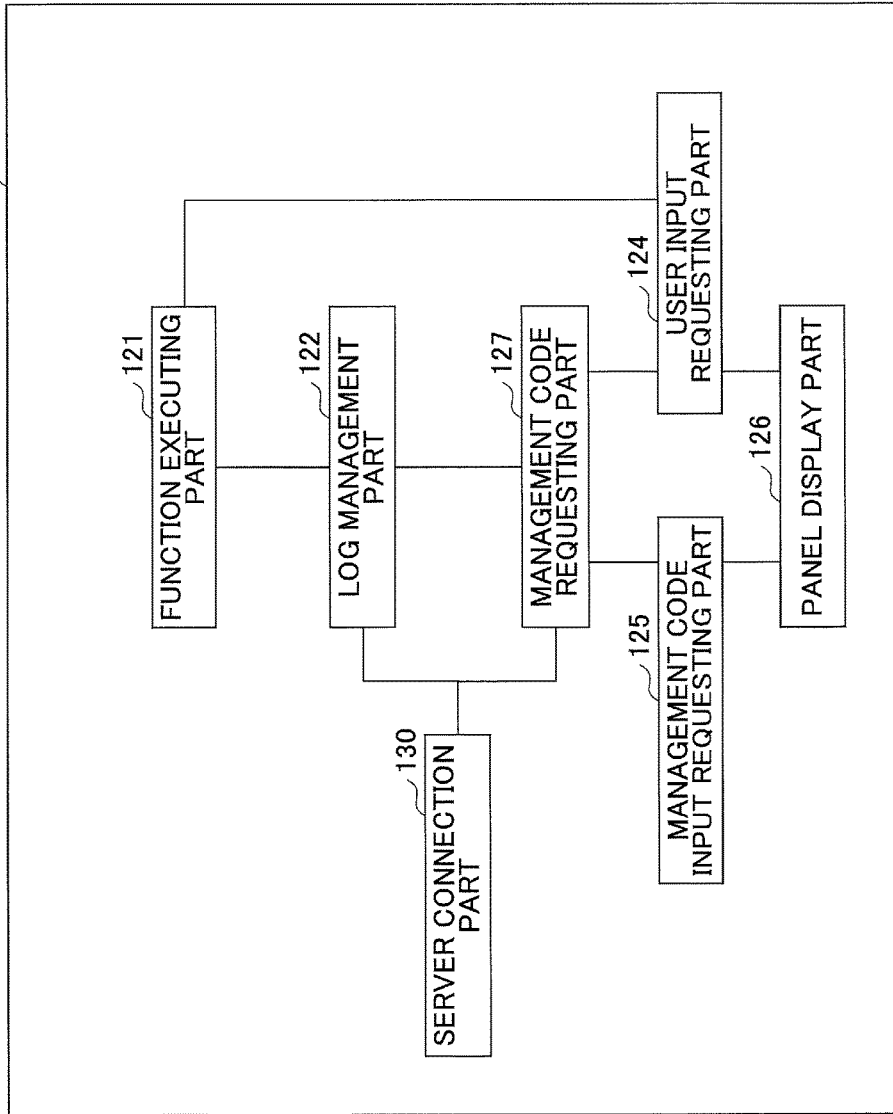 121
FUNCTION EXECUTING
PART
122
LOG MANAGEMENT
PART
130
SERVER CONNECTION
PART
127
MANAGEMENT CODE
REQUESTING PART
125
MANAGEMENT CODE
INPUT REQUESTING PART
124
USER INPUT
REQUESTING PART
126
PANEL DISPLAY PART